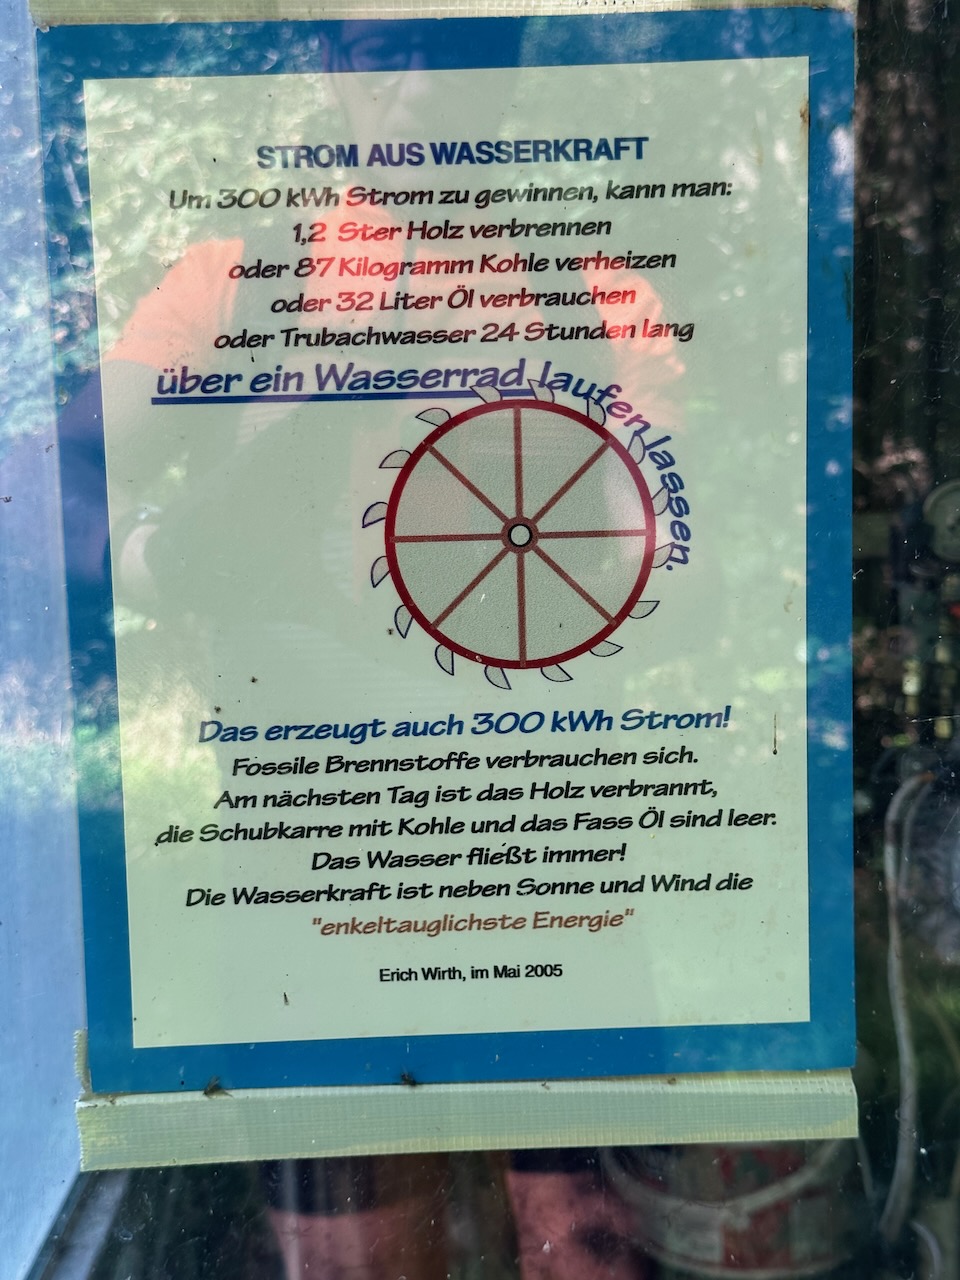 STROM AUS WASSERKRAFT
Um 300 kWh Strom zu gewinnen, kann man:
1,2 Ster Holz verbrennen
oder 87 Kilogramm Kohle verheizen
oder 32 Liter Öl verbrauchen
oder Trubachwasser 24 Stunden lang
über ein Wasserrad laufen lassen.
Das erzeugt auch 300 kWh Strom!
Fossile Brennstoffe verbrauchen sich.
Am nächsten Tag ist das Holz verbrannt,
die Schubkarre mit Kohle und das Fass Öl sind leer.
Das Wasser fließt immer!
Die Wasserkraft ist neben Sonne und Wind die
"enkeltauglichste Energie"
Erich Wirth, im Mai 2005